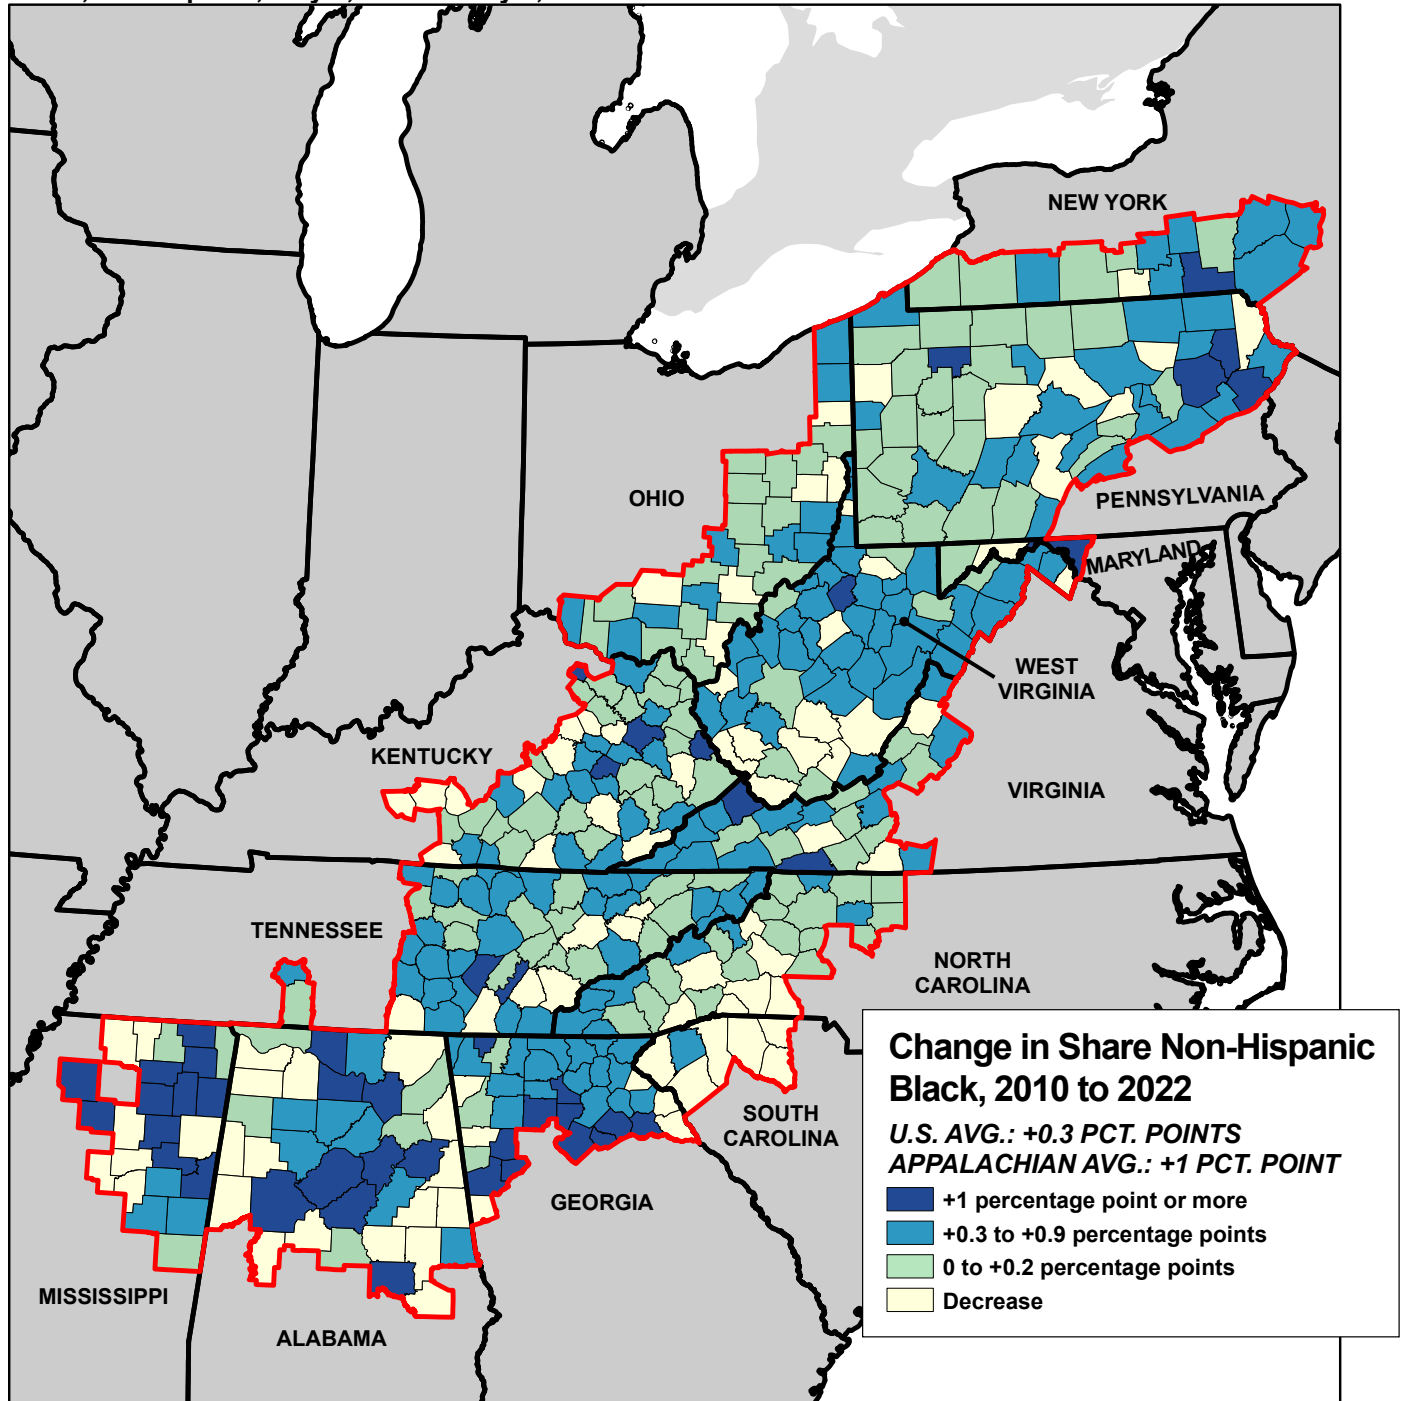 NEW YORK
OHIO
PENNSYLVANIA
MARYLAND
WEST
VIRGINIA
KENTUCKY
VIRGINIA
TENNESSEE
NORTH
CAROLINA
SOUTH
CAROLINA
GEORGIA
MISSISSIPPI
ALABAMA
Change in Share Non-Hispanic
Black, 2010 to 2022
U.S. AVG.: +0.3 PCT. POINTS
APPALACHIAN AVG.: +1 PCT. POINT
+1 percentage point or more
+0.3 to +0.9 percentage points
0 to +0.2 percentage points
Decrease